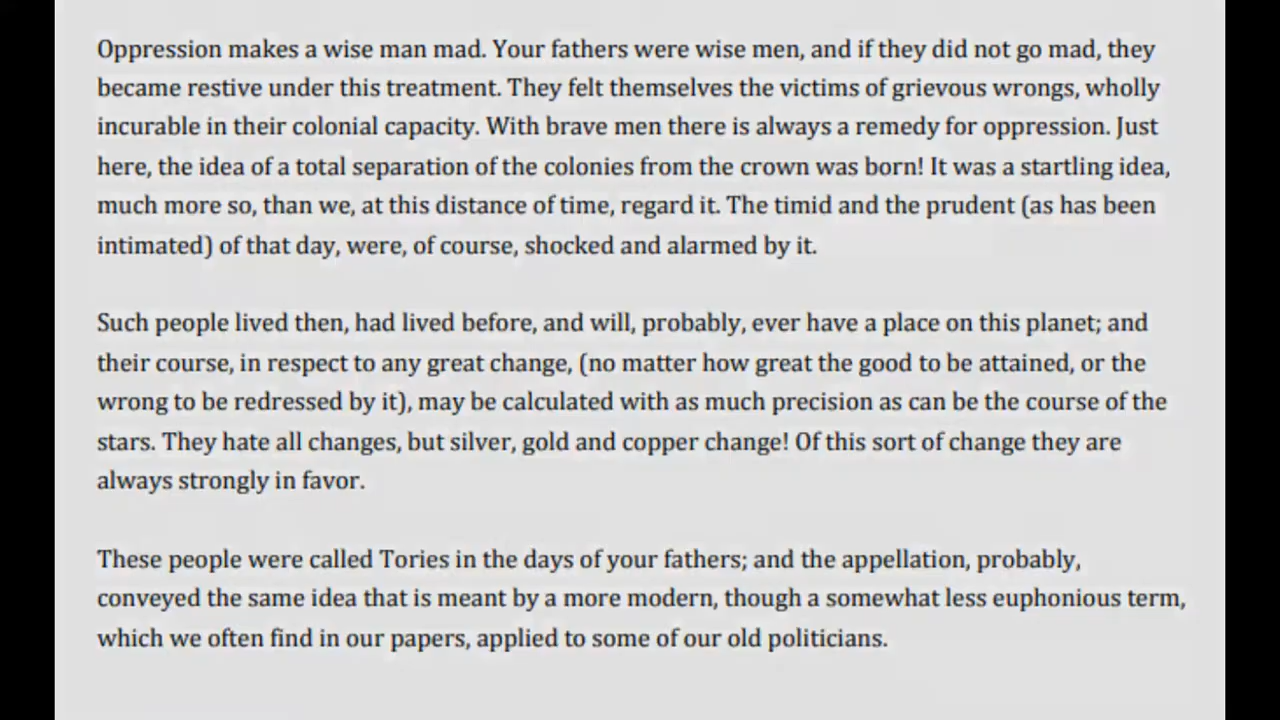 Oppression makes a wise man mad. Your fathers were wise men, and if they did not go mad, they
became restive under this treatment. They felt themselves the victims of grievous wrongs, wholly
incurable in their colonial capacity. With brave men there is always a remedy for oppression. Just
here, the idea of a total separation of the colonies from the crown was born! It was a startling idea,
much more so, than we, at this distance of time, regard it. The timid and the prudent (as has been
intimated) of that day, were, of course, shocked and alarmed by it.
Such people lived then, had lived before, and will, probably, ever have a place on this planet; and
their course, in respect to any great change, (no matter how great the good to be attained, or the
wrong to be redressed by it), may be calculated with as much precision as can be the course of the
stars. They hate all changes, but silver, gold and copper change! Of this sort of change they are
always strongly in favor.
These people were called Tories in the days of your fathers; and the appellation, probably,
conveyed the same idea that is meant by a more modern, though a somewhat less euphonious term,
which we often find in our papers, applied to some of our old politicians.